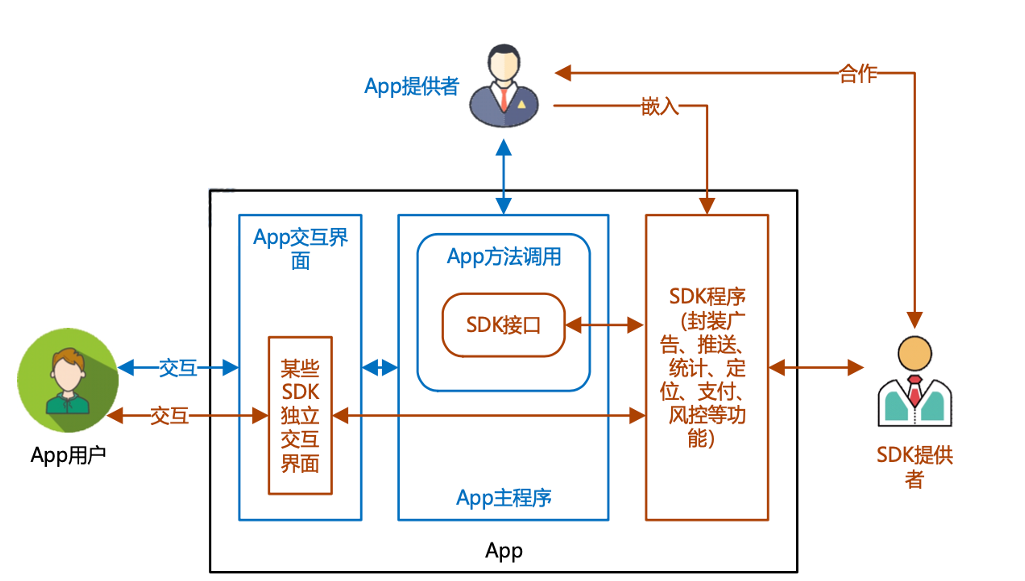 App提供者
合作
嵌入
App交互界
面
App方法调用
SDK接口
SDK程序
（封装广
告、推送、
统计、定
位、支付、
风控等功
能）
交互
交互
某些
SDK
独立
交互
界面
App用户
SDK提供
者
App主程序
App